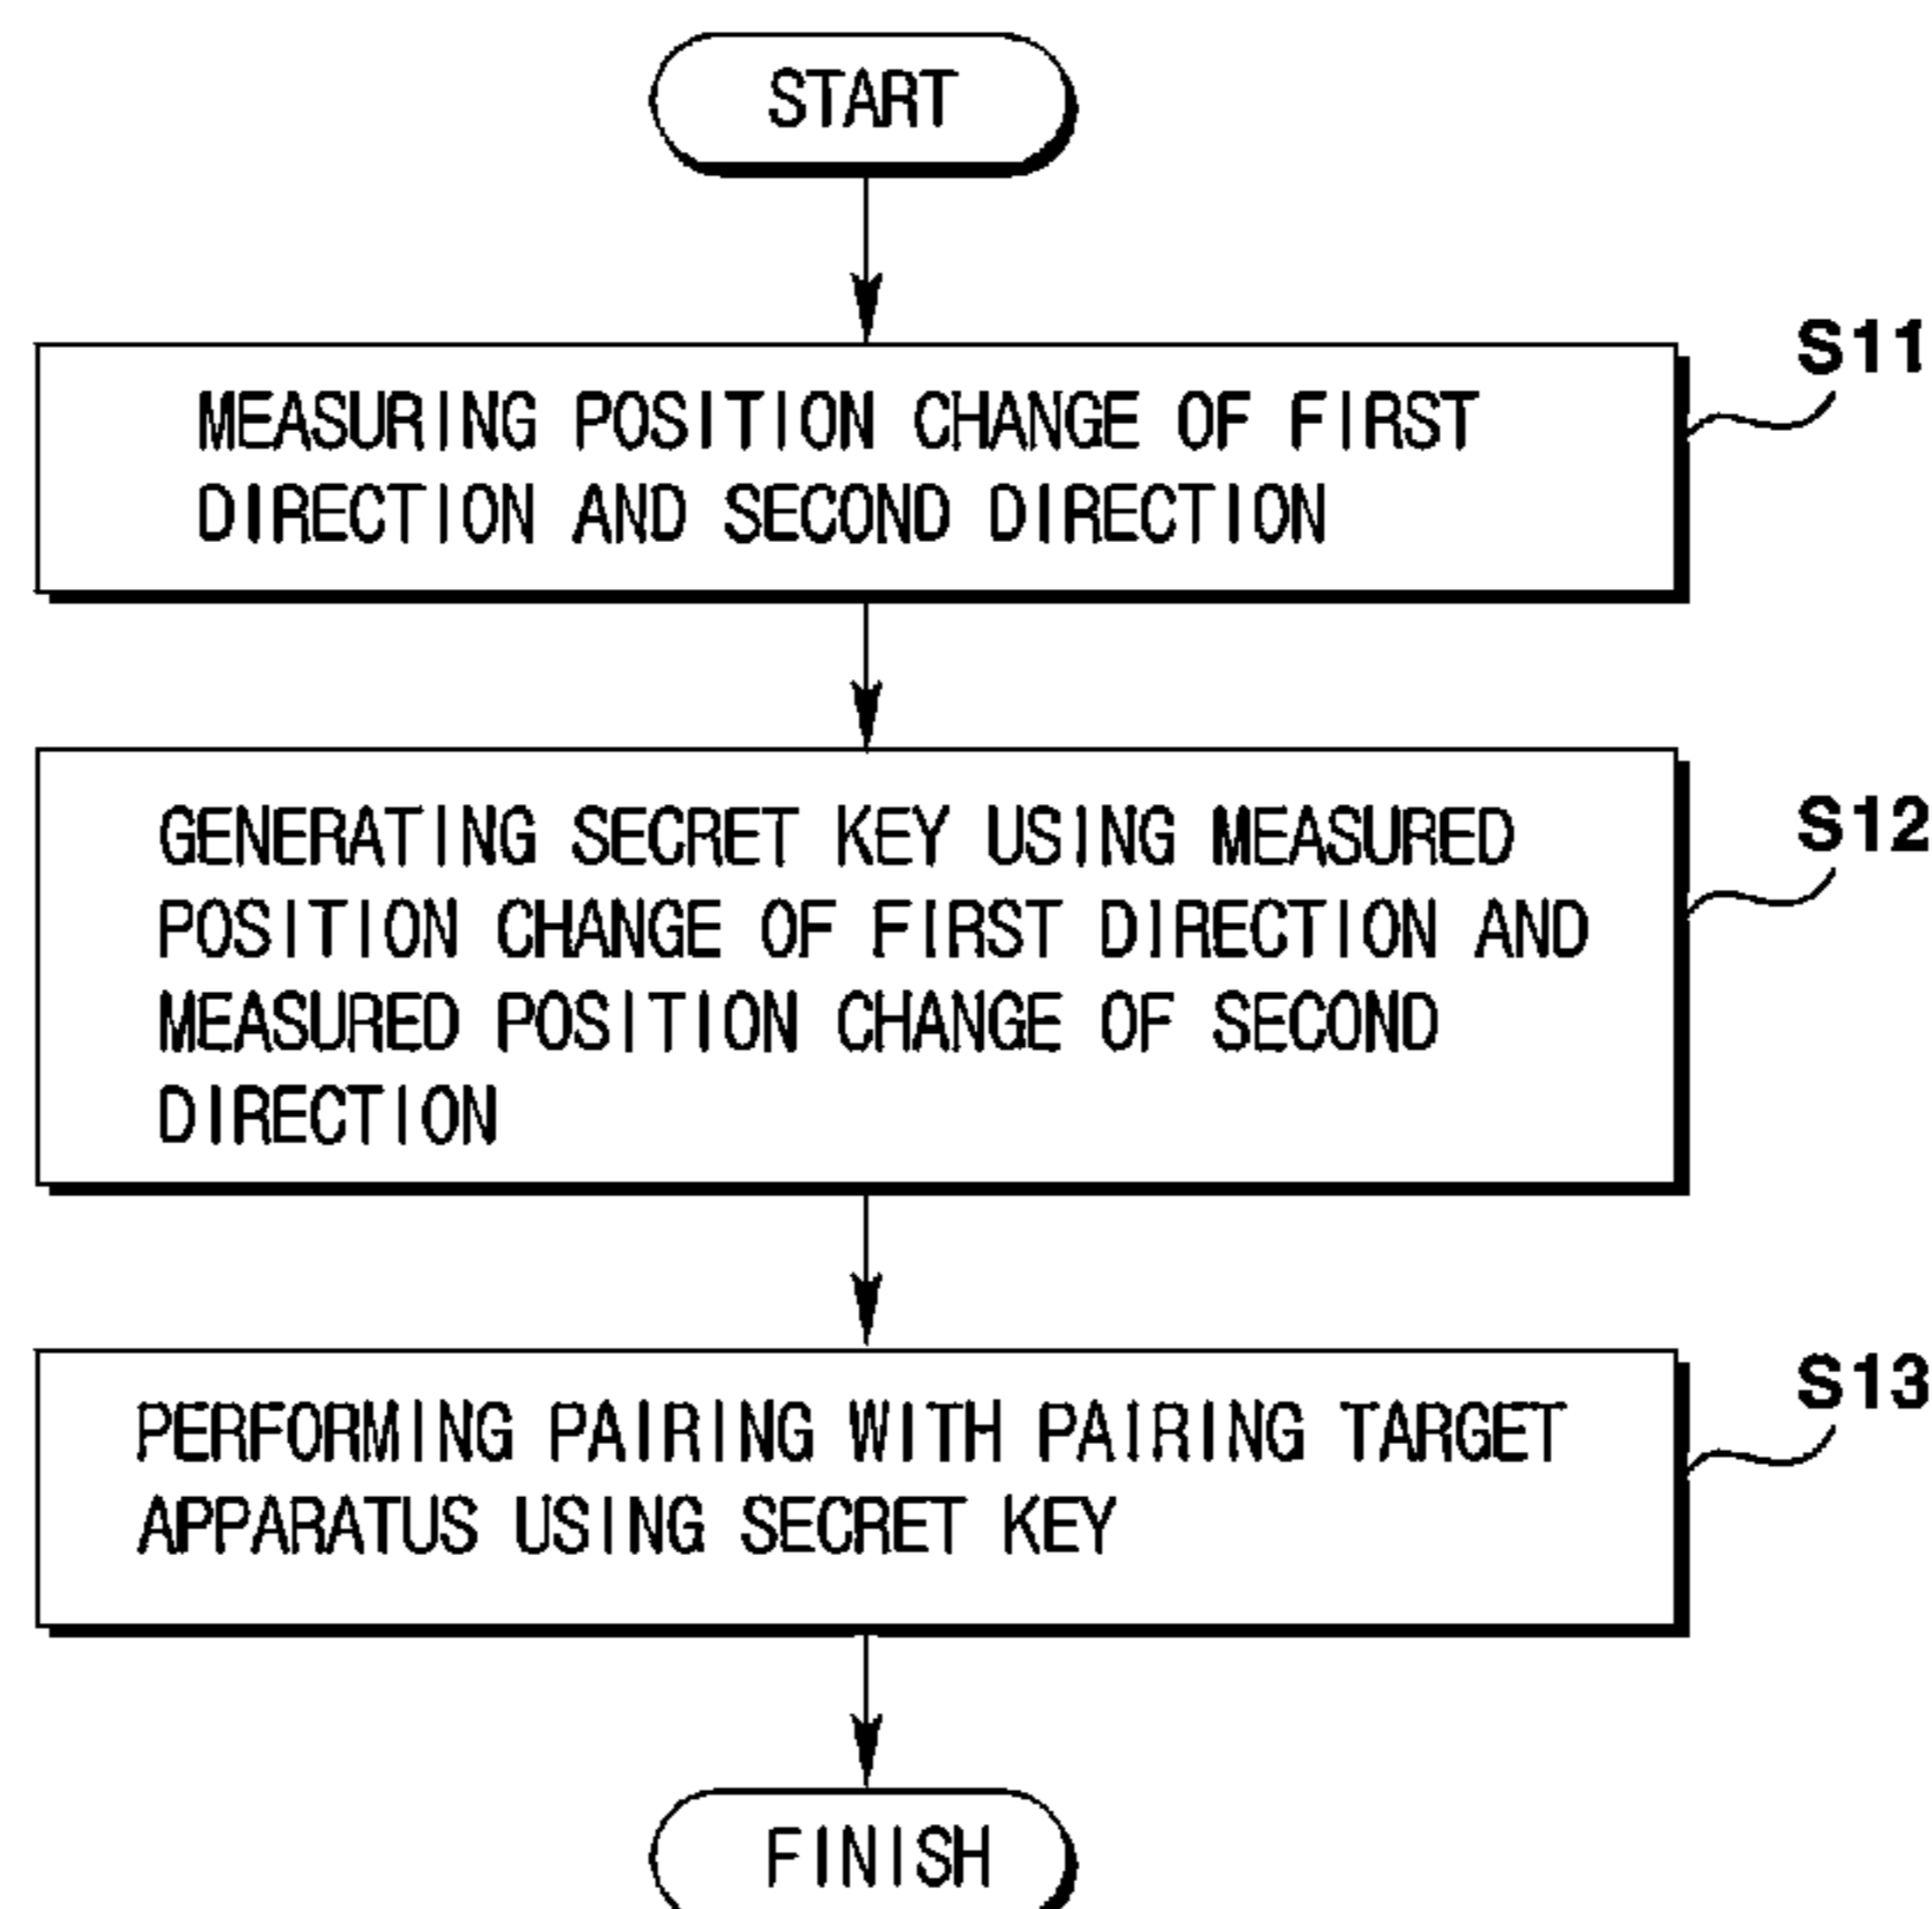 START
S11
MEASURING POSITION CHANGE OF FIRST
DIRECTION AND SECOND DIRECTION
S12
GENERATING SECRET KEY USING MEASURED
POSITION CHANGE OF FIRST DIRECTION AND
MEASURED POSITION CHANGE OF SECOND
DIRECTION
S13
PERFORMING PAIRING WITH PAIRING TARGET
APPARATUS USING SECRET KEY
FINISH